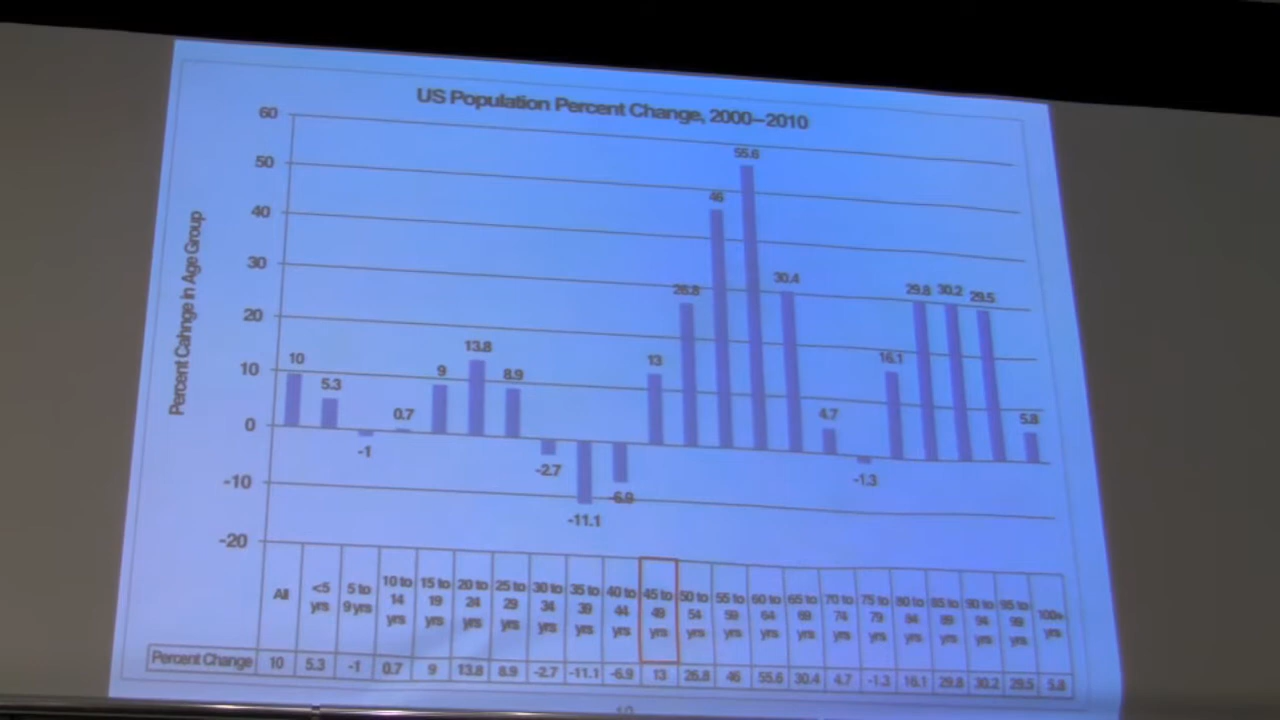 US Population Percent Change, 2000–2010
Percent Cahnge in Age Group
60
50
40
30
20
10
0
-10
-20
10
5.3
-1
0.7
9
13.8
8.9
-2.7
-11.1
-6.9
13
26.8
46
55.6
30.4
4.7
-1.3
16.1
29.8
30.2
29.5
5.8
All
<5
yrs
5 to
9 yrs
10 to
14
yrs
15 to
19
yrs
20 to
24
yrs
25 to
29
yrs
30 to
34
yrs
35 to
39
yrs
40 to
44
yrs
45 to
49
yrs
50 to
54
yrs
55 to
59
yrs
60 to
64
yrs
65 to
69
yrs
70 to
74
yrs
75 to
79
yrs
80 to
84
yrs
85 to
89
yrs
90 to
94
yrs
95 to
99
yrs
100+
yrs
Percent Change 10 5.3 -1 0.7 9 13.8 8.9 -2.7 -11.1 -6.9 13 26.8 46 55.6 30.4 4.7 -1.3 16.1 29.8 30.2 29.5 5.8